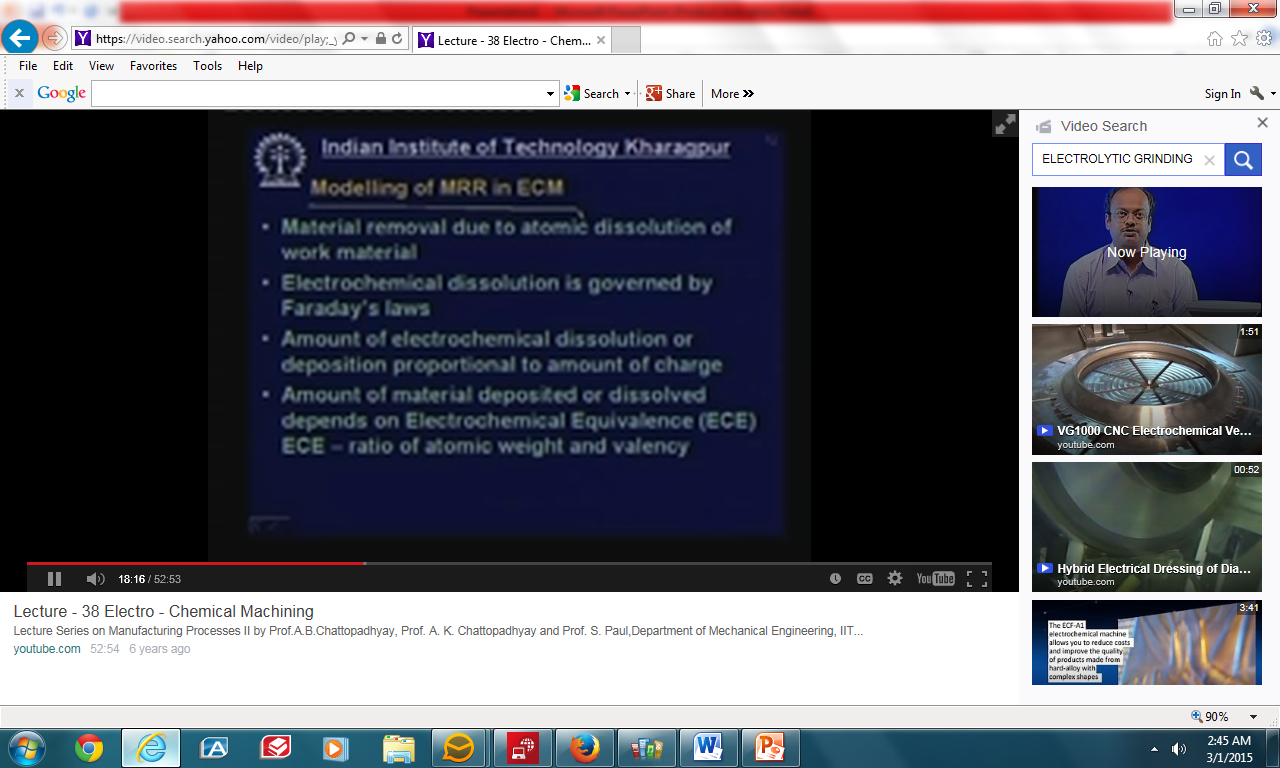 https://video.search.yahoo.com/video/play;_
Lecture - 38 Electro - Chem...
File Edit View Favorites Tools Help
x Google Search Share More Sign In
Video Search
ELECTROLYTIC GRINDING
Indian Institute of Technology Kharagpur
Modelling of MRR in ECM
• Material removal due to atomic dissolution of
work material
• Electrochemical dissolution is governed by
Faraday's laws
• Amount of electrochemical dissolution or
deposition proportional to amount of charge
• Amount of material deposited or dissolved
depends on Electrochemical Equivalence (ECE)
ECE – ratio of atomic weight and valency
18:16 / 52:53
CC
YouTube
Now Playing
1:51
VG1000 CNC Electrochemical Ve...
youtube.com
00:52
Hybrid Electrical Dressing of Dia...
youtube.com
3:41
The ECF-A1
electrochemical machine
allows you to reduce costs
and improve the quality
of products made from
hard-alloy with
complex shapes
Lecture - 38 Electro - Chemical Machining
Lecture Series on Manufacturing Processes II by Prof.A.B.Chattopadhyay, Prof. A. K. Chattopadhyay and Prof. S. Paul,Department of Mechanical Engineering, IIT...
youtube.com 52:54 6 years ago
90%
2:45 AM
3/1/2015